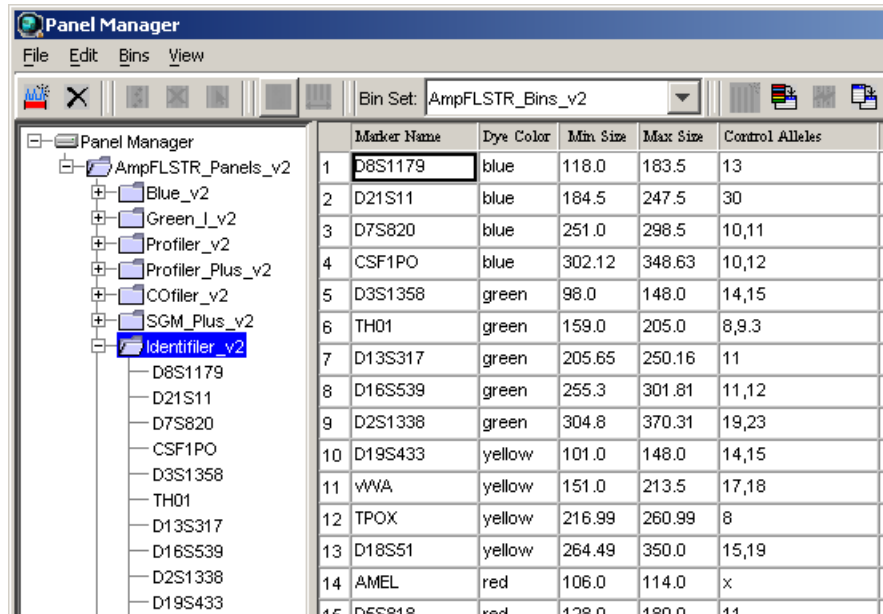 Panel Manager
File Edit Bins View
Bin Set: AmpFLSTR_Bins_v2
Panel Manager
AmpFLSTR_Panels_v2
Blue_v2
Green_I_v2
Profiler_v2
Profiler_Plus_v2
COfiler_v2
SGM_Plus_v2
Identifiler_v2
D8S1179
D21S11
D7S820
CSF1PO
D3S1358
TH01
D13S317
D16S539
D2S1338
D19S433
Marker Name Dye Color Min Size Max Size Control Alleles
1 D8S1179 blue 118.0 183.5 13
2 D21S11 blue 184.5 247.5 30
3 D7S820 blue 251.0 298.5 10,11
4 CSF1PO blue 302.12 348.63 10,12
5 D3S1358 green 98.0 148.0 14,15
6 TH01 green 159.0 205.0 8,9.3
7 D13S317 green 205.65 250.16 11
8 D16S539 green 255.3 301.81 11,12
9 D2S1338 green 304.8 370.31 19,23
10 D19S433 yellow 101.0 148.0 14,15
11 vWA yellow 151.0 213.5 17,18
12 TPOX yellow 216.99 260.99 8
13 D18S51 yellow 264.49 350.0 15,19
14 AMEL red 106.0 114.0 x
15 D5S818 red 128.0 180.0 11